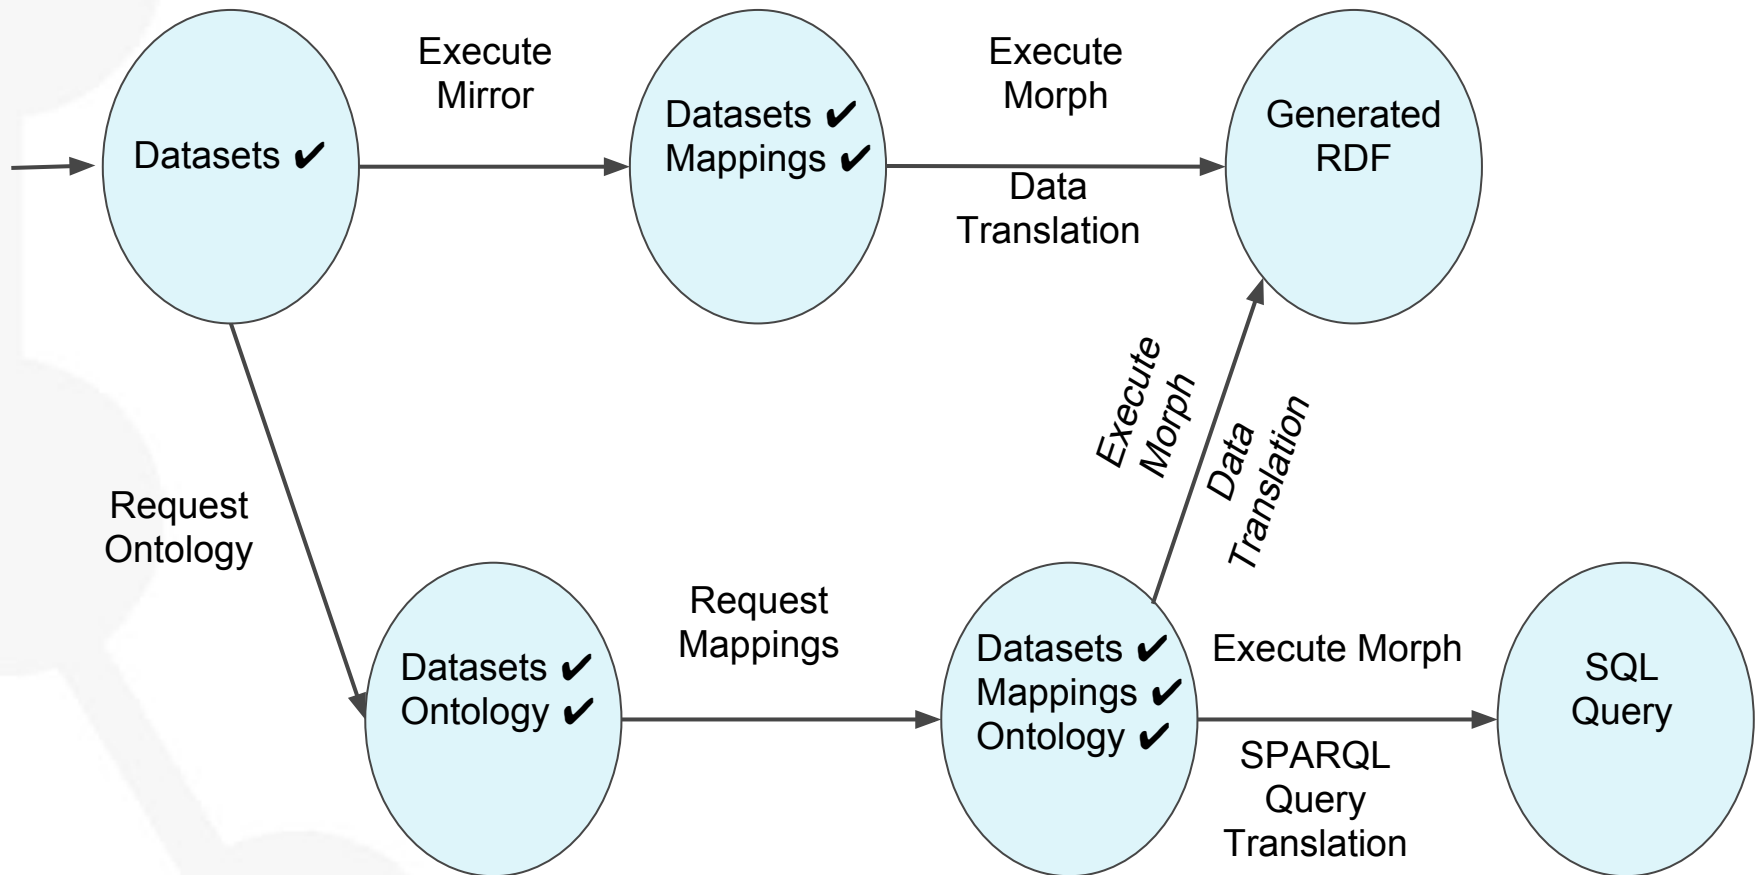 Execute
Mirror
Execute
Morph
Datasets ✔
Datasets ✔
Mappings ✔
Generated
RDF
Data
Translation
Execute
Morph
Data
Translation
Request
Ontology
Request
Mappings
Datasets ✔
Ontology ✔
Datasets ✔
Mappings ✔
Ontology ✔
Execute Morph
SPARQL
Query
Translation
SQL
Query